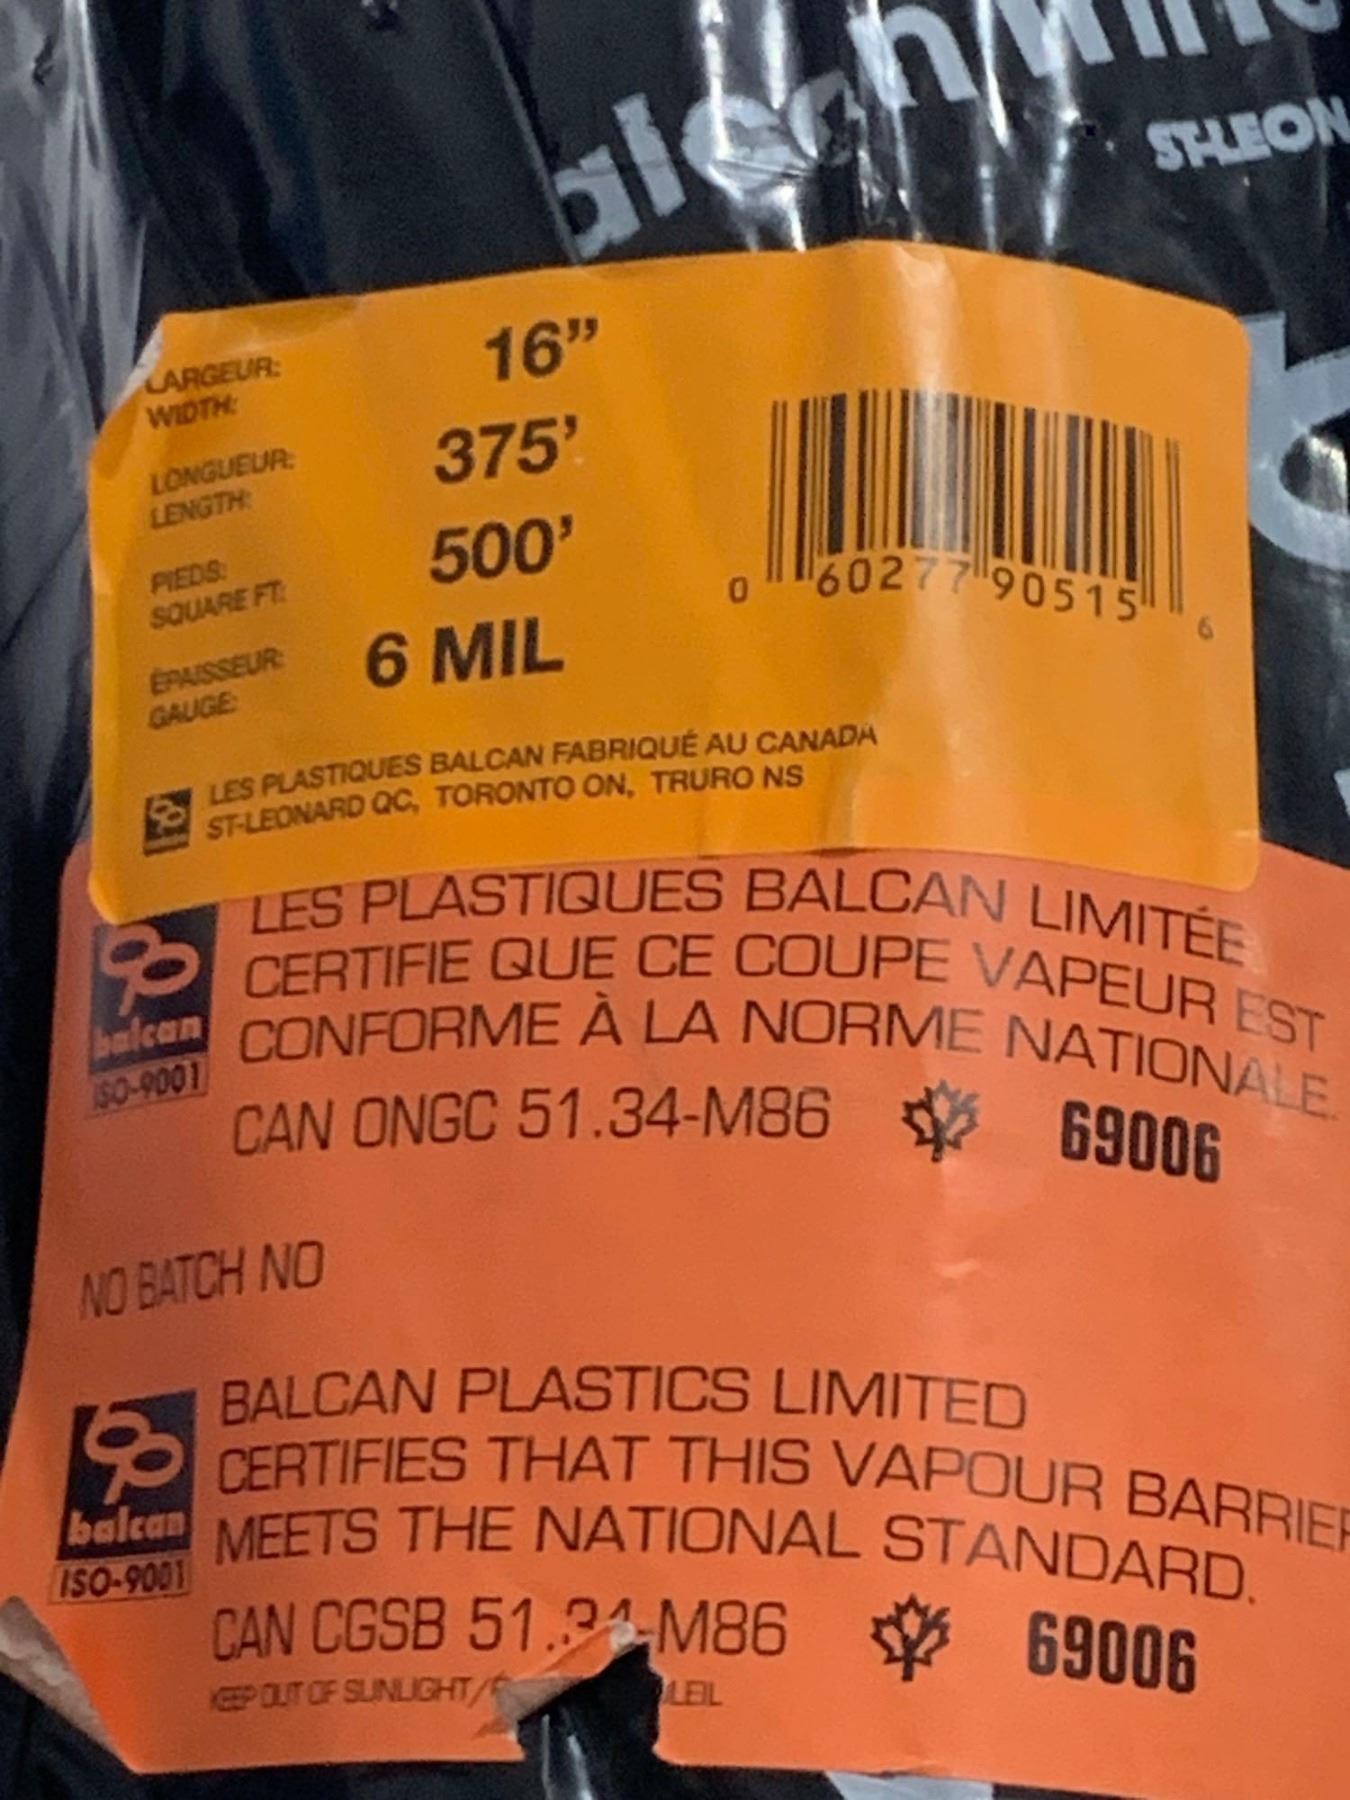 ST-LEON
LARGEUR: 16”
WIDTH:
LONGUEUR: 375’
LENGTH:
PIEDS: 500’
SQUARE FT:
ÉPAISSEUR: 6 MIL
GAUGE:
0 60277 90515 6
LES PLASTIQUES BALCAN FABRIQUÉ AU CANADA
ST-LEONARD QC, TORONTO ON, TRURO NS
LES PLASTIQUES BALCAN LIMITÉE
CERTIFIE QUE CE COUPE VAPEUR EST
CONFORME À LA NORME NATIONALE.
balcan
ISO-9001
CAN ONGC 51.34-M86 69006
NO BATCH NO
BALCAN PLASTICS LIMITED
CERTIFIES THAT THIS VAPOUR BARRIER
MEETS THE NATIONAL STANDARD.
balcan
ISO-9001
CAN CGSB 51.34-M86 69006
KEEP OUT OF SUNLIGHT/